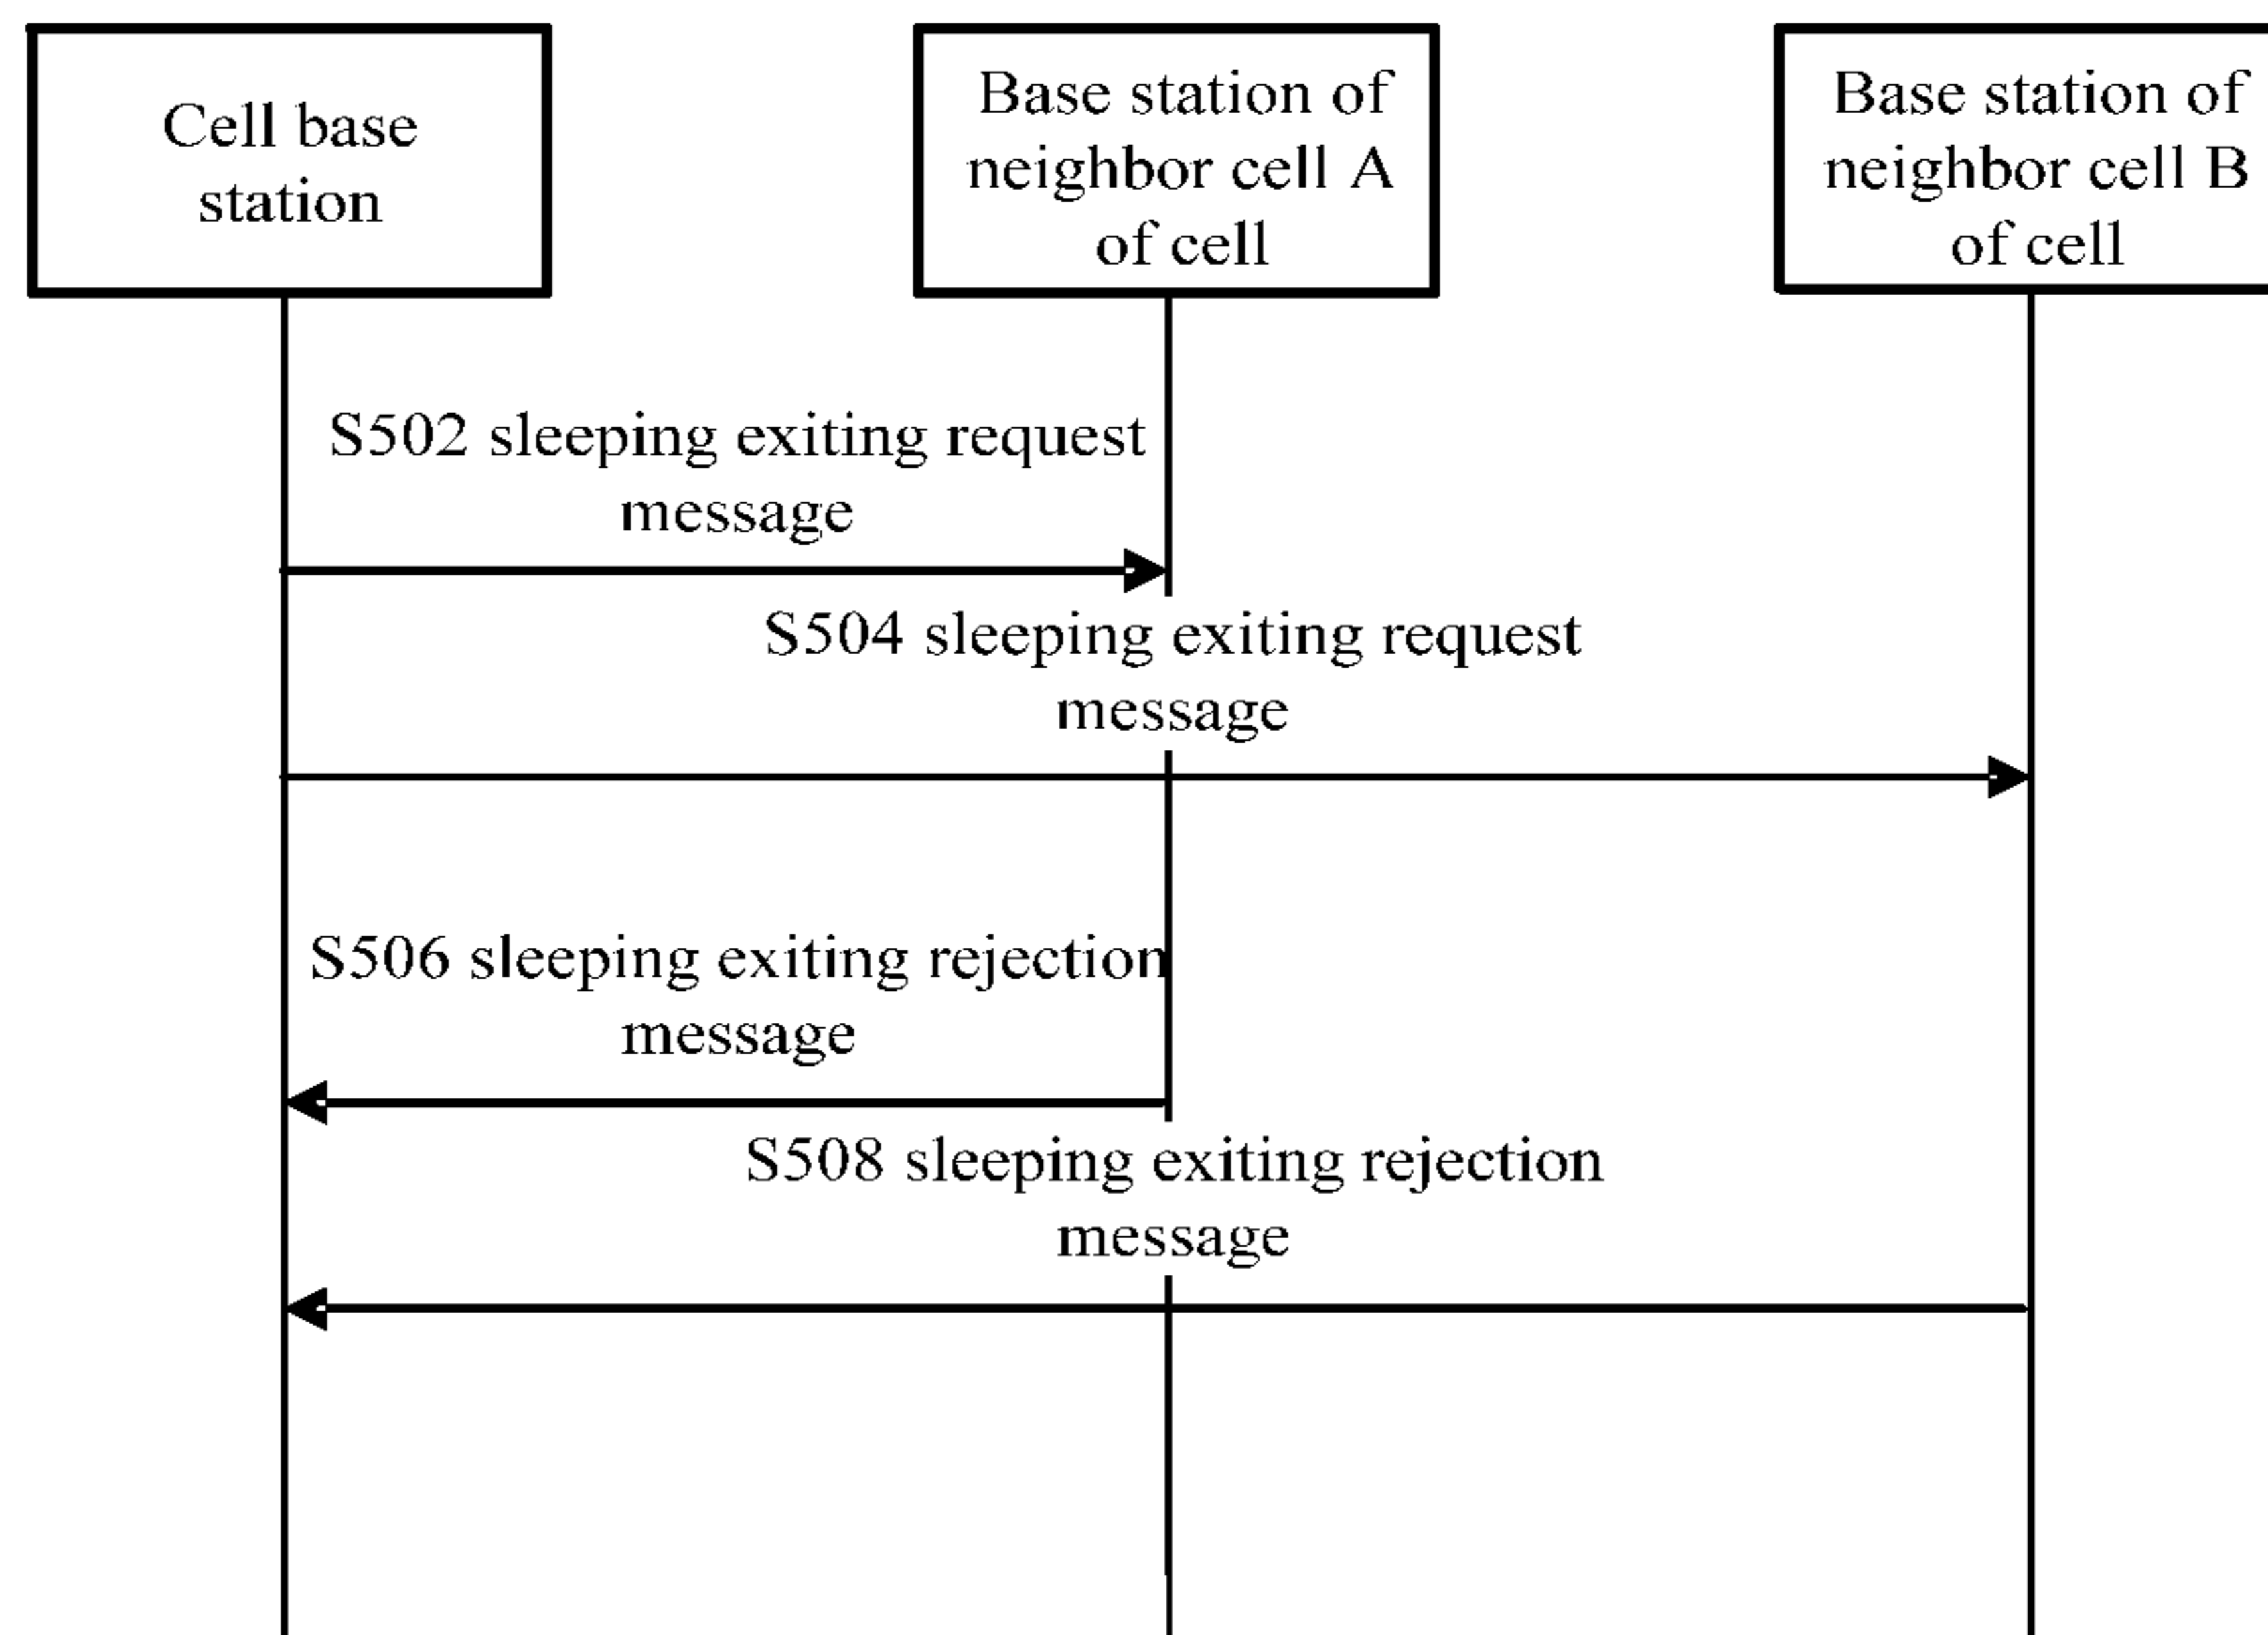 Cell base
station
Base station of
neighbor cell A
of cell
Base station of
neighbor cell B
of cell
S502 sleeping exiting request
message
S504 sleeping exiting request
message
S506 sleeping exiting rejection
message
S508 sleeping exiting rejection
message